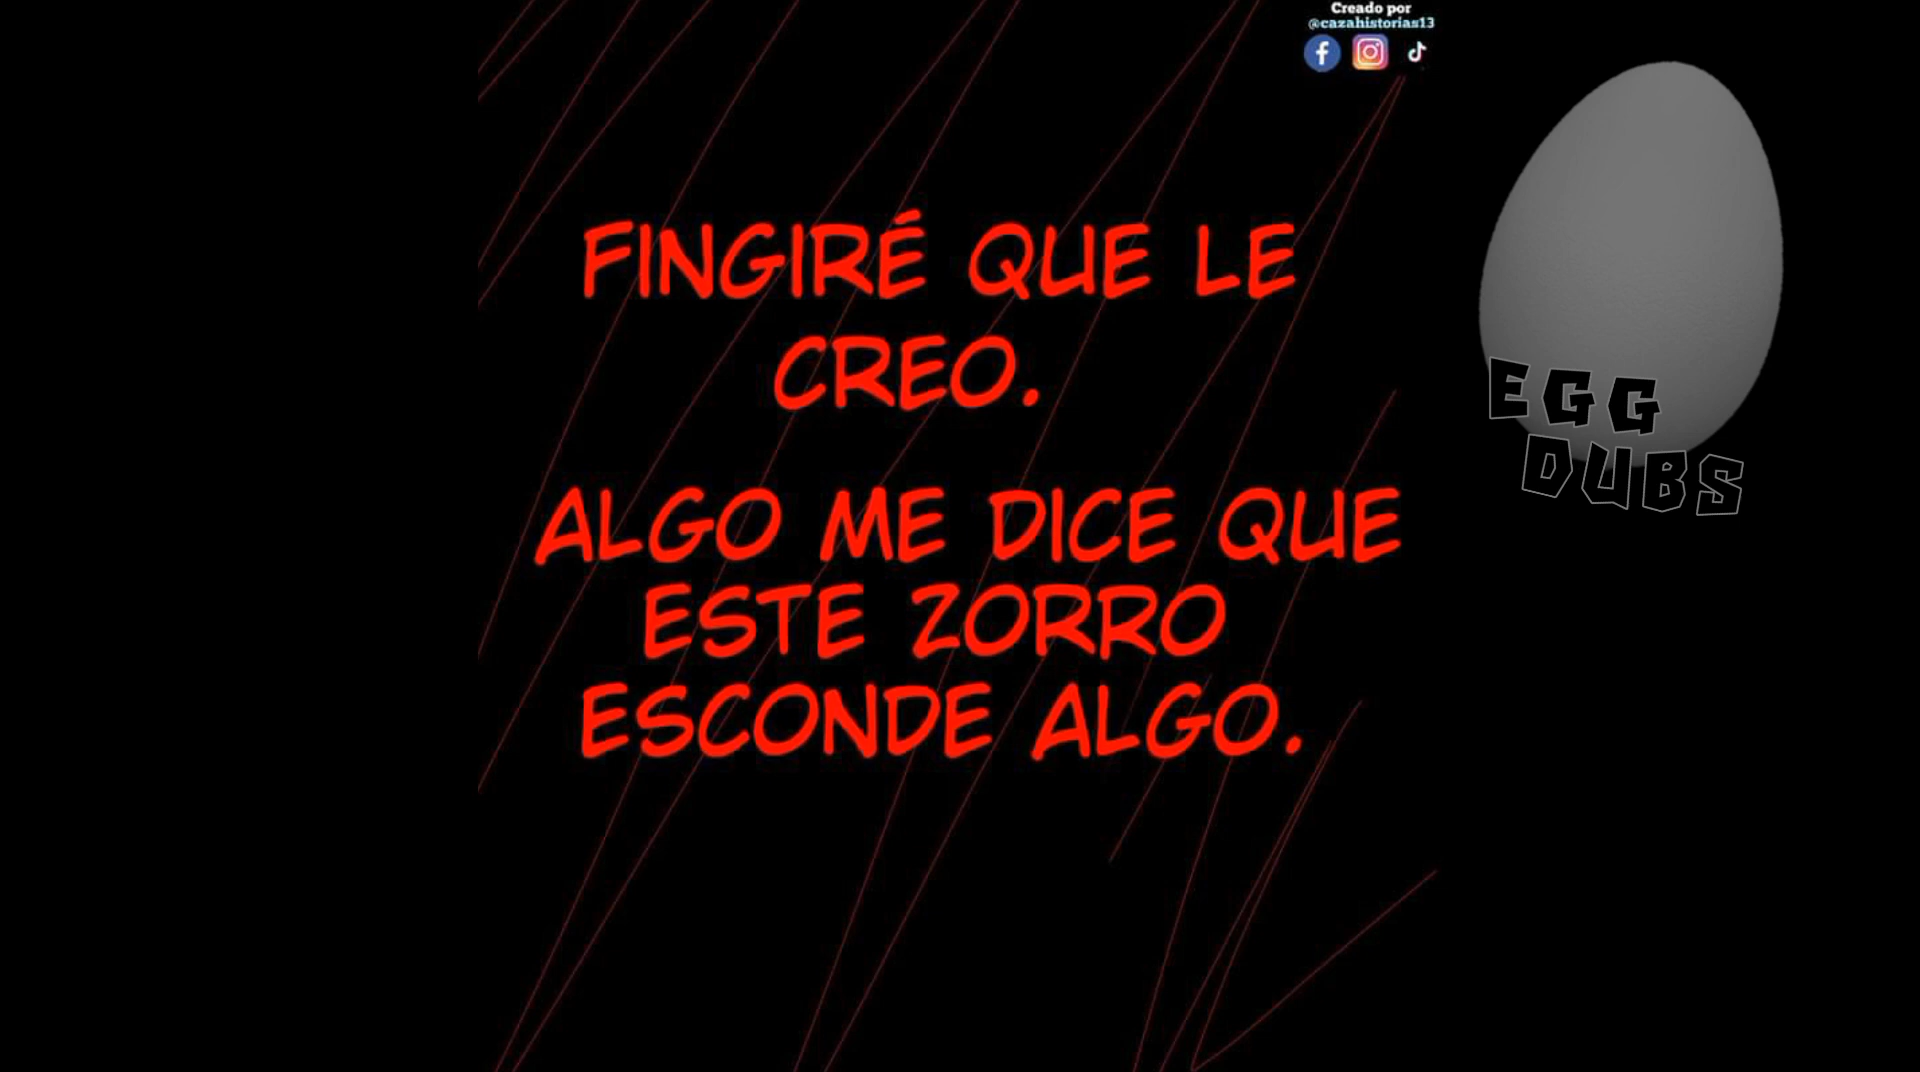 Creado por
@cazahistorias13
FINGIRÉ QUE LE
CREO.
ALGO ME DICE QUE
ESTE ZORRO
ESCONDE ALGO.
EGG
DUBS